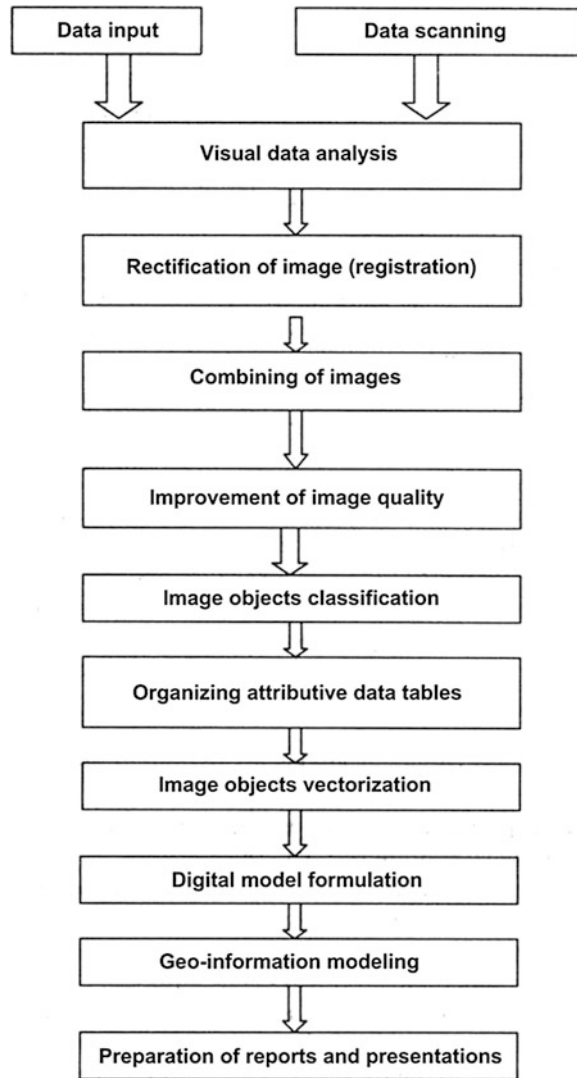 Data input
Data scanning
Visual data analysis
Rectification of image (registration)
Combining of images
Improvement of image quality
Image objects classification
Organizing attributive data tables
Image objects vectorization
Digital model formulation
Geo-information modeling
Preparation of reports and presentations